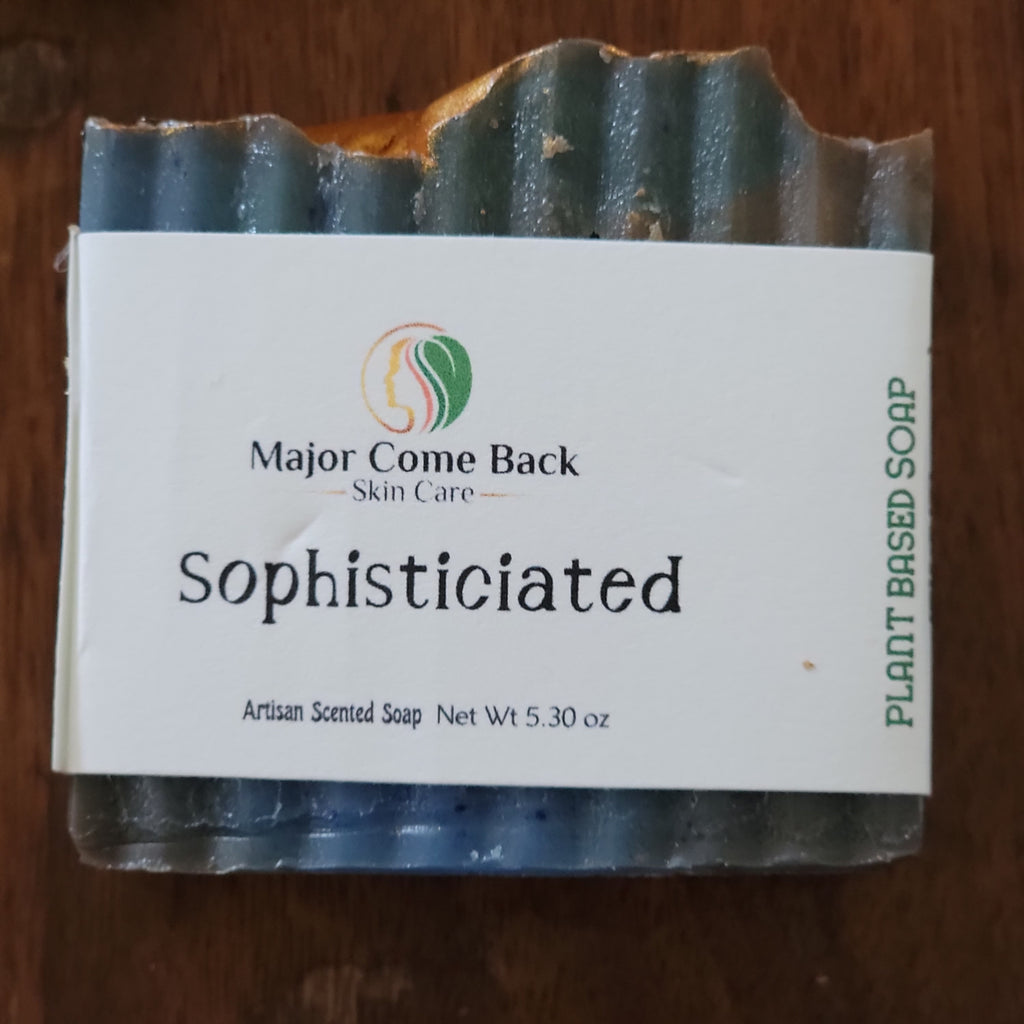 Major Come Back
Skin Care
Sophisticiated
Artisan Scented Soap Net Wt 5.30 oz
PLANT BASED SOAP